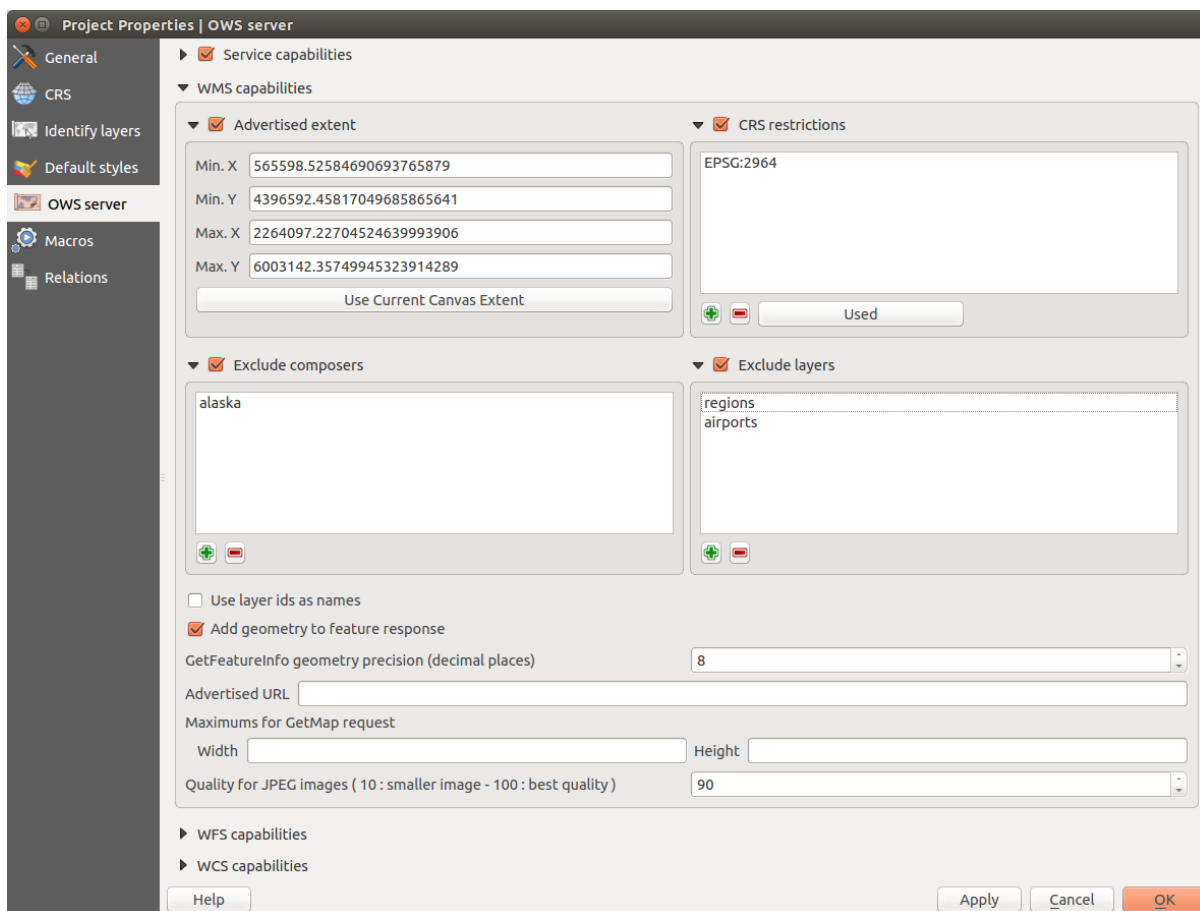 Project Properties | OWS server
General
CRS
Identify layers
Default styles
OWS server
Macros
Relations
Service capabilities
WMS capabilities
Advertised extent
Min. X 565598.52584690693765879
Min. Y 4396592.45817049685865641
Max. X 2264097.22704524639993906
Max. Y 6003142.35749945323914289
Use Current Canvas Extent
CRS restrictions
EPSG:2964
Used
Exclude composers
alaska
Exclude layers
regions
airports
Use layer ids as names
Add geometry to feature response
GetFeatureInfo geometry precision (decimal places) 8
Advertised URL
Maximums for GetMap request
Width Height
Quality for JPEG images ( 10 : smaller image - 100 : best quality ) 90
WFS capabilities
WCS capabilities
Help Apply Cancel OK